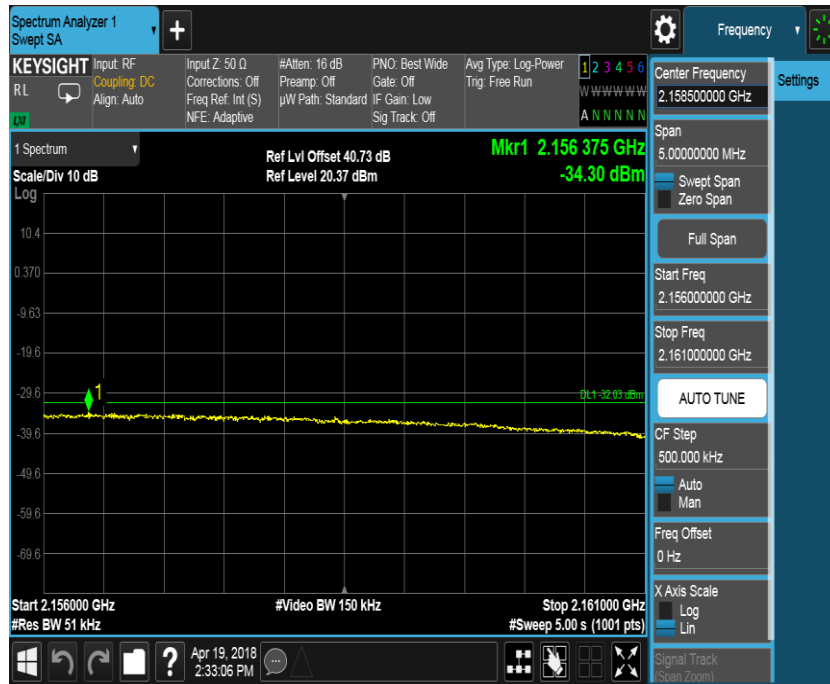 Spectrum Analyzer 1
Swept SA
+
Frequency
KEYSIGHT
RL
LXI
Input: RF
Coupling: DC
Align: Auto
Input Z: 50 Ω
Corrections: Off
Freq Ref: Int (S)
NFE: Adaptive
#Atten: 16 dB
Preamp: Off
µW Path: Standard
PNO: Best Wide
Gate: Off
IF Gain: Low
Sig Track: Off
Avg Type: Log-Power
Trig: Free Run
1 2 3 4 5 6
W W W W W W
A N N N N N
1 Spectrum
Scale/Div 10 dB
Log
Ref Lvl Offset 40.73 dB
Ref Level 20.37 dBm
Mkr1 2.156 375 GHz
-34.30 dBm
10.4
0.370
-9.63
-19.6
-29.6
-39.6
-49.6
-59.6
-69.6
1
DL1 -32.03 dBm
Start 2.156000 GHz
#Res BW 51 kHz
#Video BW 150 kHz
Stop 2.161000 GHz
#Sweep 5.00 s (1001 pts)
Center Frequency
2.158500000 GHz
Span
5.00000000 MHz
Swept Span
Zero Span
Full Span
Start Freq
2.156000000 GHz
Stop Freq
2.161000000 GHz
AUTO TUNE
CF Step
500.000 kHz
Auto
Man
Freq Offset
0 Hz
X Axis Scale
Log
Lin
Signal Track
(Span Zoom)
Settings
?
Apr 19, 2018
2:33:06 PM